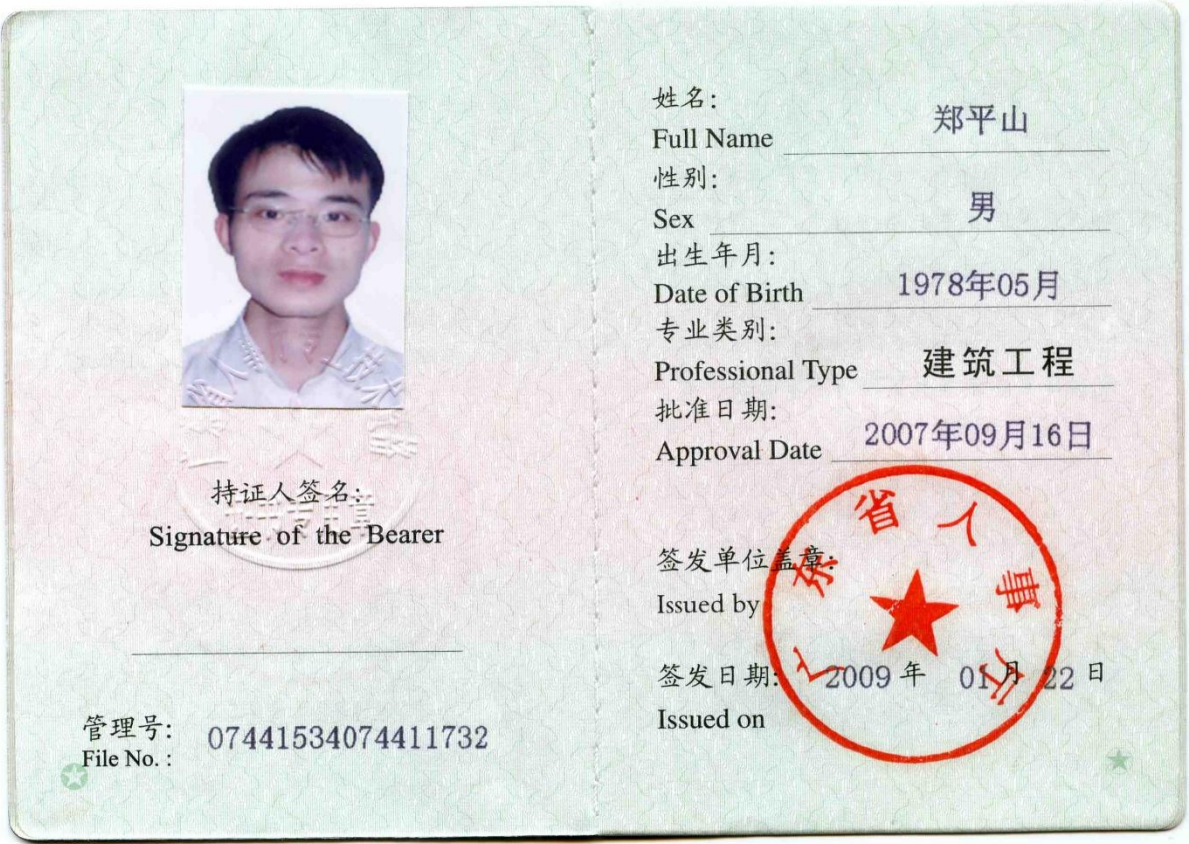 持证人签名:
Signature of the Bearer
管理号:
File No. :
07441534074411732
姓名:
Full Name 郑平山
性别:
Sex 男
出生年月:
Date of Birth 1978年05月
专业类别:
Professional Type 建筑工程
批准日期:
Approval Date 2007年09月16日
签发单位盖章:
Issued by
广东省人事厅
签发日期: 2009 年 01 月 22 日
Issued on